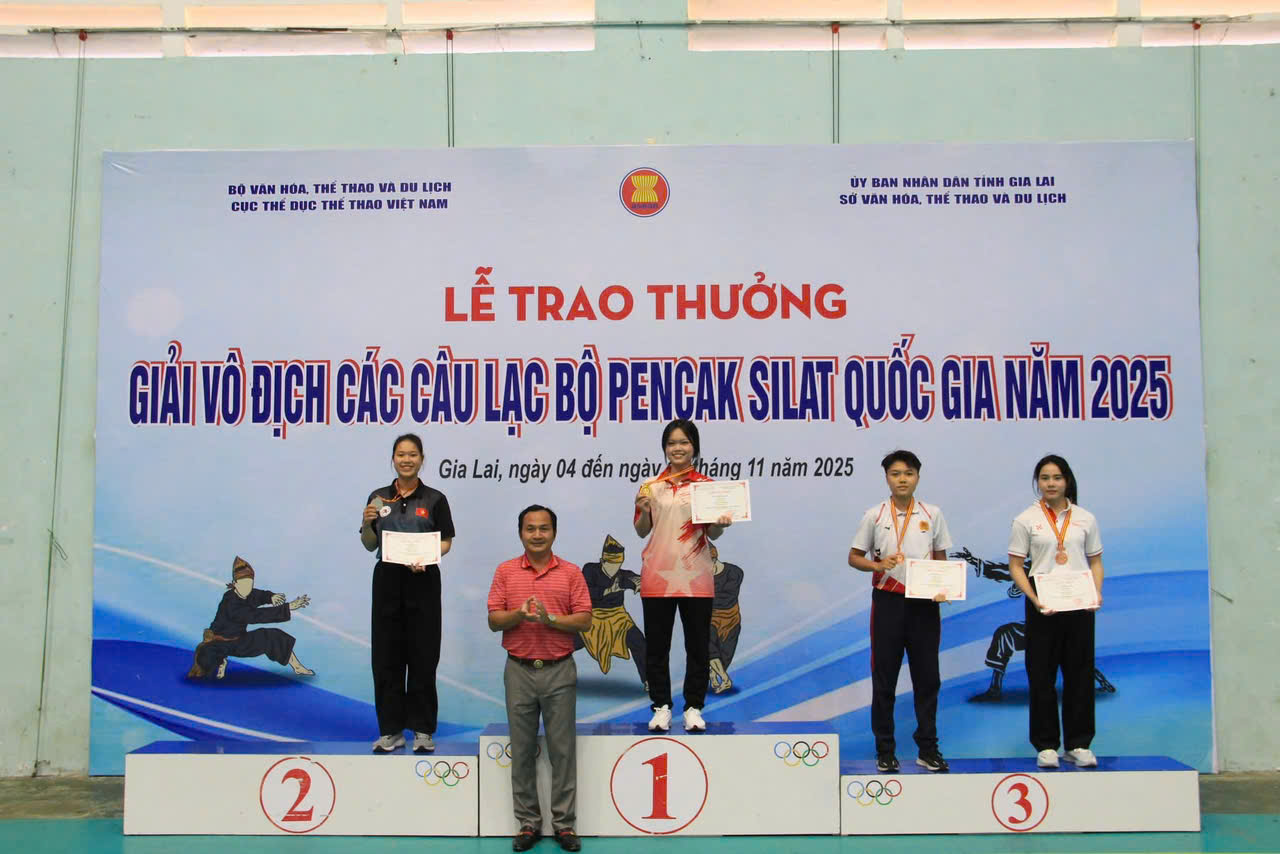 BỘ VĂN HÓA, THỂ THAO VÀ DU LỊCH
CỤC THỂ DỤC THỂ THAO VIỆT NAM
ỦY BAN NHÂN DÂN TỈNH GIA LAI
SỞ VĂN HÓA, THỂ THAO VÀ DU LỊCH
LỄ TRAO THƯỞNG
GIẢI VÔ ĐỊCH CÁC CÂU LẠC BỘ PENCAK SILAT QUỐC GIA NĂM 2025
Gia Lai, ngày 04 đến ngày tháng 11 năm 2025
2
1
3